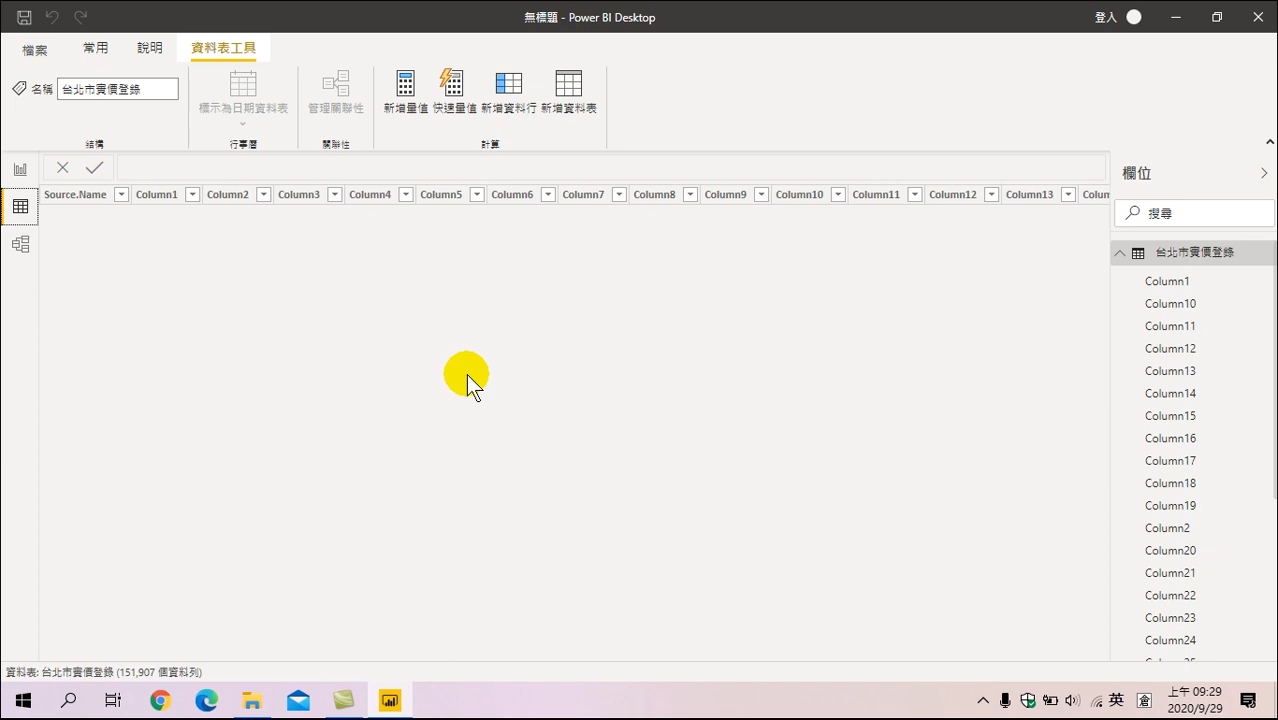 無標題 - Power BI Desktop
登入
檔案
常用
說明
資料表工具
名稱
台北市實價登錄
標示為日期資料表
管理關聯性
新增量值
快速量值
新增資料行
新增資料表
結構
行事曆
關聯性
計算
Source.Name
Column1
Column2
Column3
Column4
Column5
Column6
Column7
Column8
Column9
Column10
Column11
Column12
Column13
Colum
欄位
搜尋
台北市實價登錄
Column1
Column10
Column11
Column12
Column13
Column14
Column15
Column16
Column17
Column18
Column19
Column2
Column20
Column21
Column22
Column23
Column24
資料表: 台北市實價登錄 (151,907 個資料列)
英
倉
上午 09:29
2020/9/29